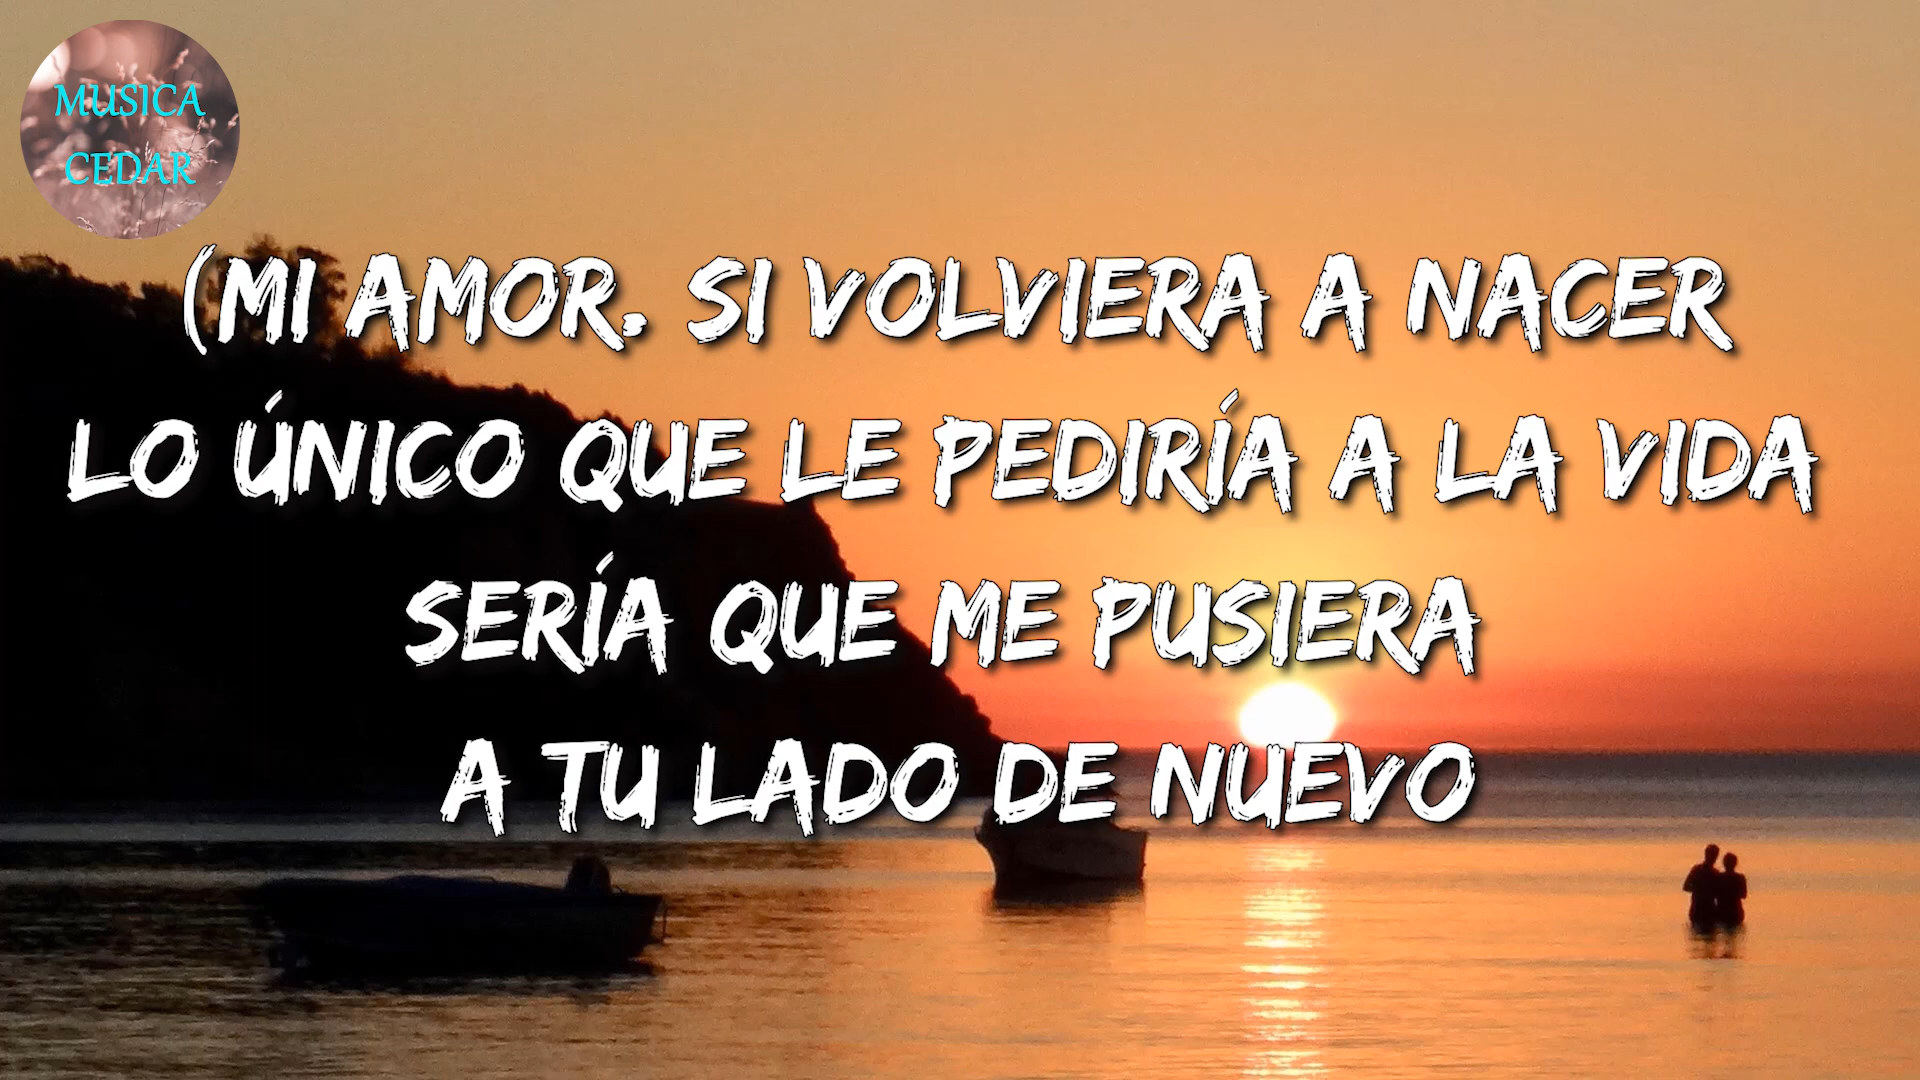 MUSICA
CEDAR
(MI AMOR. SI VOLVIERA A NACER
LO ÚNICO QUE LE PEDIRÍA A LA VIDA
SERÍA QUE ME PUSIERA
A TU LADO DE NUEVO